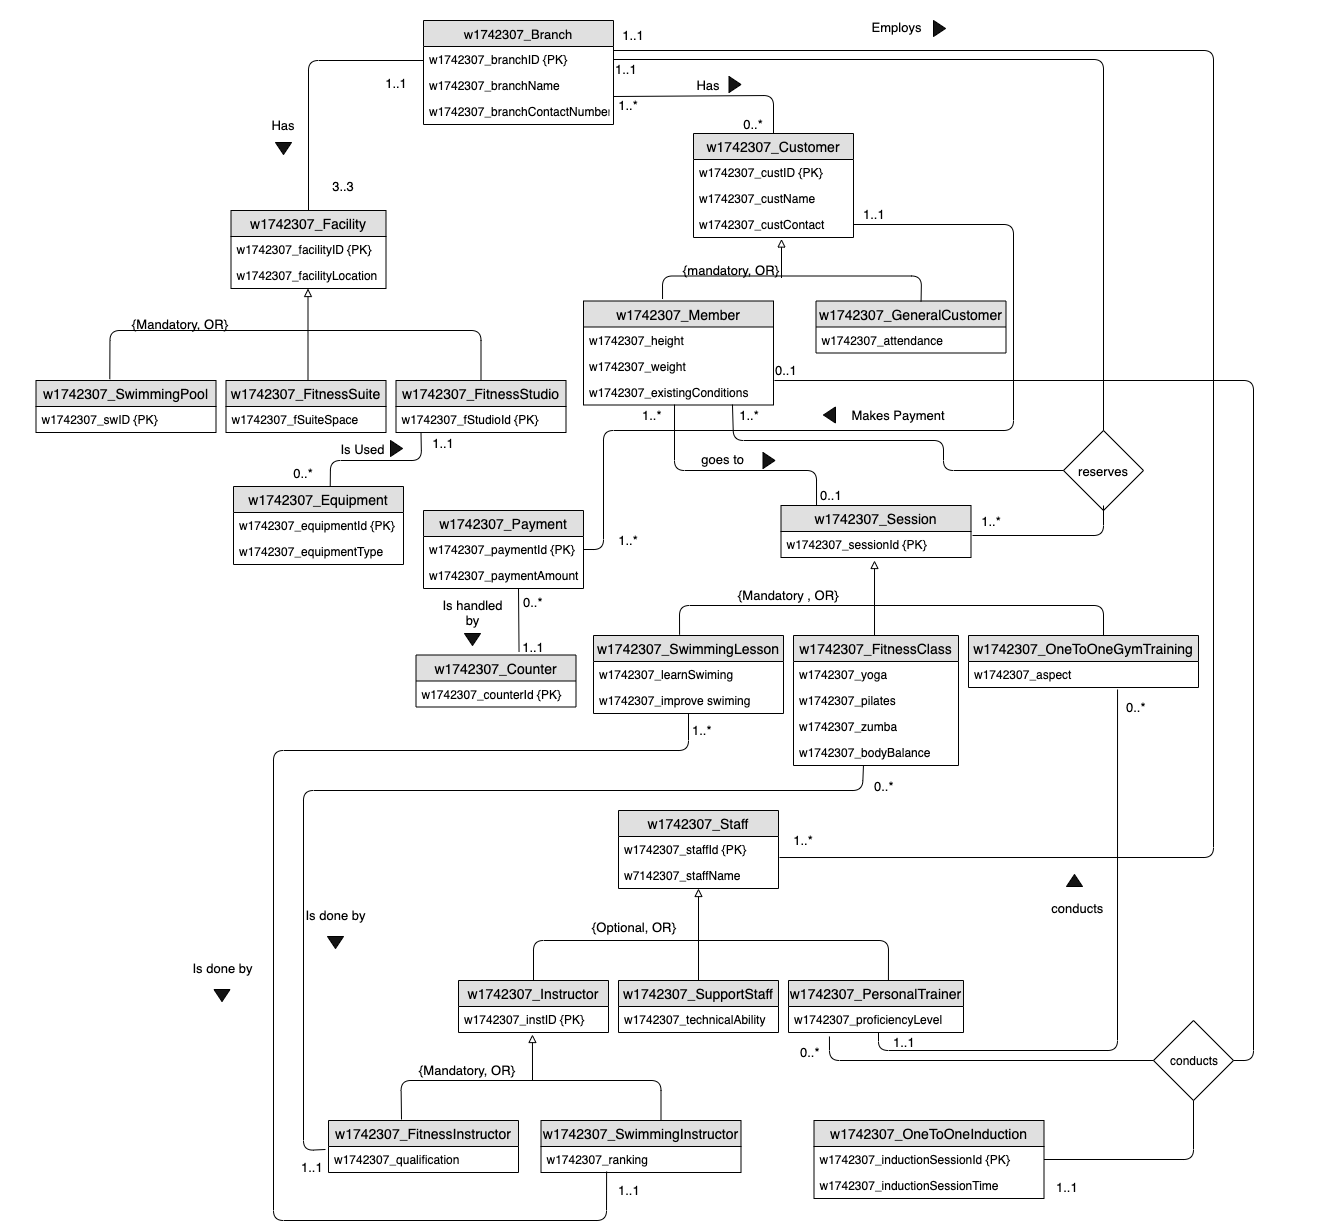 Employs
w1742307_Branch
1..1
w1742307_branchID {PK}
1..1
1..1
w1742307_branchName
Has
w1742307_branchContactNumber
1..*
Has
0..*
w1742307_Customer
w1742307_custID {PK}
3..3
w1742307_custName
w1742307_Facility
w1742307_custContact
1..1
w1742307_facilityID {PK}
w1742307_facilityLocation
{mandatory, OR}
w1742307_Member
w1742307_GeneralCustomer
{Mandatory, OR}
w1742307_height
w1742307_attendance
w1742307_weight
0..1
w1742307_SwimmingPool
w1742307_FitnessSuite
w1742307_FitnessStudio
w1742307_existingConditions
w1742307_swID {PK}
w1742307_fSuiteSpace
w1742307_fStudioId {PK}
1..*
1..*
Makes Payment
Is Used
1..1
goes to
reserves
0..*
w1742307_Equipment
0..1
w1742307_equipmentId {PK}
w1742307_Payment
w1742307_Session
1..*
w1742307_equipmentType
w1742307_paymentId {PK}
1..*
w1742307_sessionId {PK}
w1742307_paymentAmount
Is handled
by
0..*
{Mandatory , OR}
1..1
w1742307_Counter
w1742307_SwimmingLesson
w1742307_FitnessClass
w1742307_OneToOneGymTraining
w1742307_counterId {PK}
w1742307_learnSwiming
w1742307_yoga
w1742307_aspect
w1742307_improve swiming
w1742307_pilates
0..*
1..*
w1742307_zumba
w1742307_bodyBalance
0..*
w1742307_Staff
1..*
w1742307_staffId {PK}
w7142307_staffName
conducts
Is done by
{Optional, OR}
Is done by
w1742307_Instructor
w1742307_SupportStaff
w1742307_PersonalTrainer
w1742307_instID {PK}
w1742307_technicalAbility
w1742307_proficiencyLevel
0..*
1..1
conducts
{Mandatory, OR}
w1742307_FitnessInstructor
w1742307_SwimmingInstructor
w1742307_OneToOneInduction
w1742307_qualification
w1742307_ranking
w1742307_inductionSessionId {PK}
1..1
1..1
w1742307_inductionSessionTime
1..1